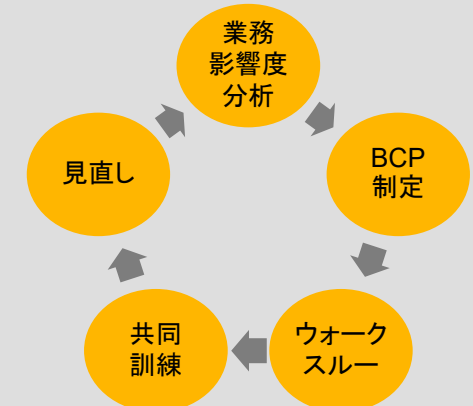 業務
影響度
分析
BCP
制定
ウォーク
スルー
共同
訓練
見直し